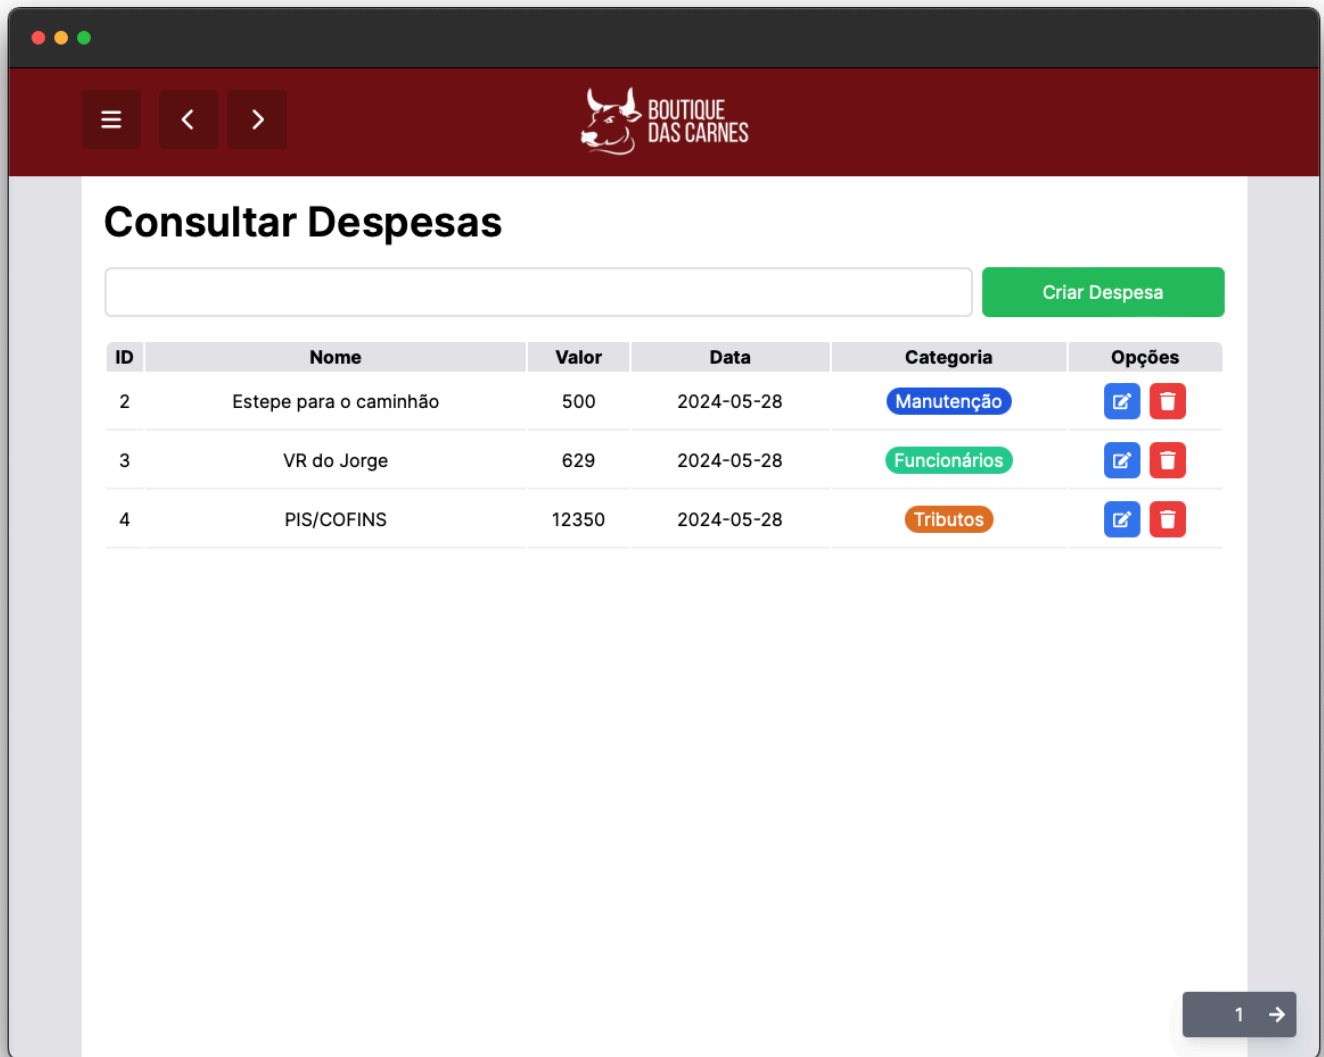 BOUTIQUE
DAS CARNES
Consultar Despesas
Criar Despesa
ID Nome Valor Data Categoria Opções
2 Estepe para o caminhão 500 2024-05-28 Manutenção
3 VR do Jorge 629 2024-05-28 Funcionários
4 PIS/COFINS 12350 2024-05-28 Tributos
1